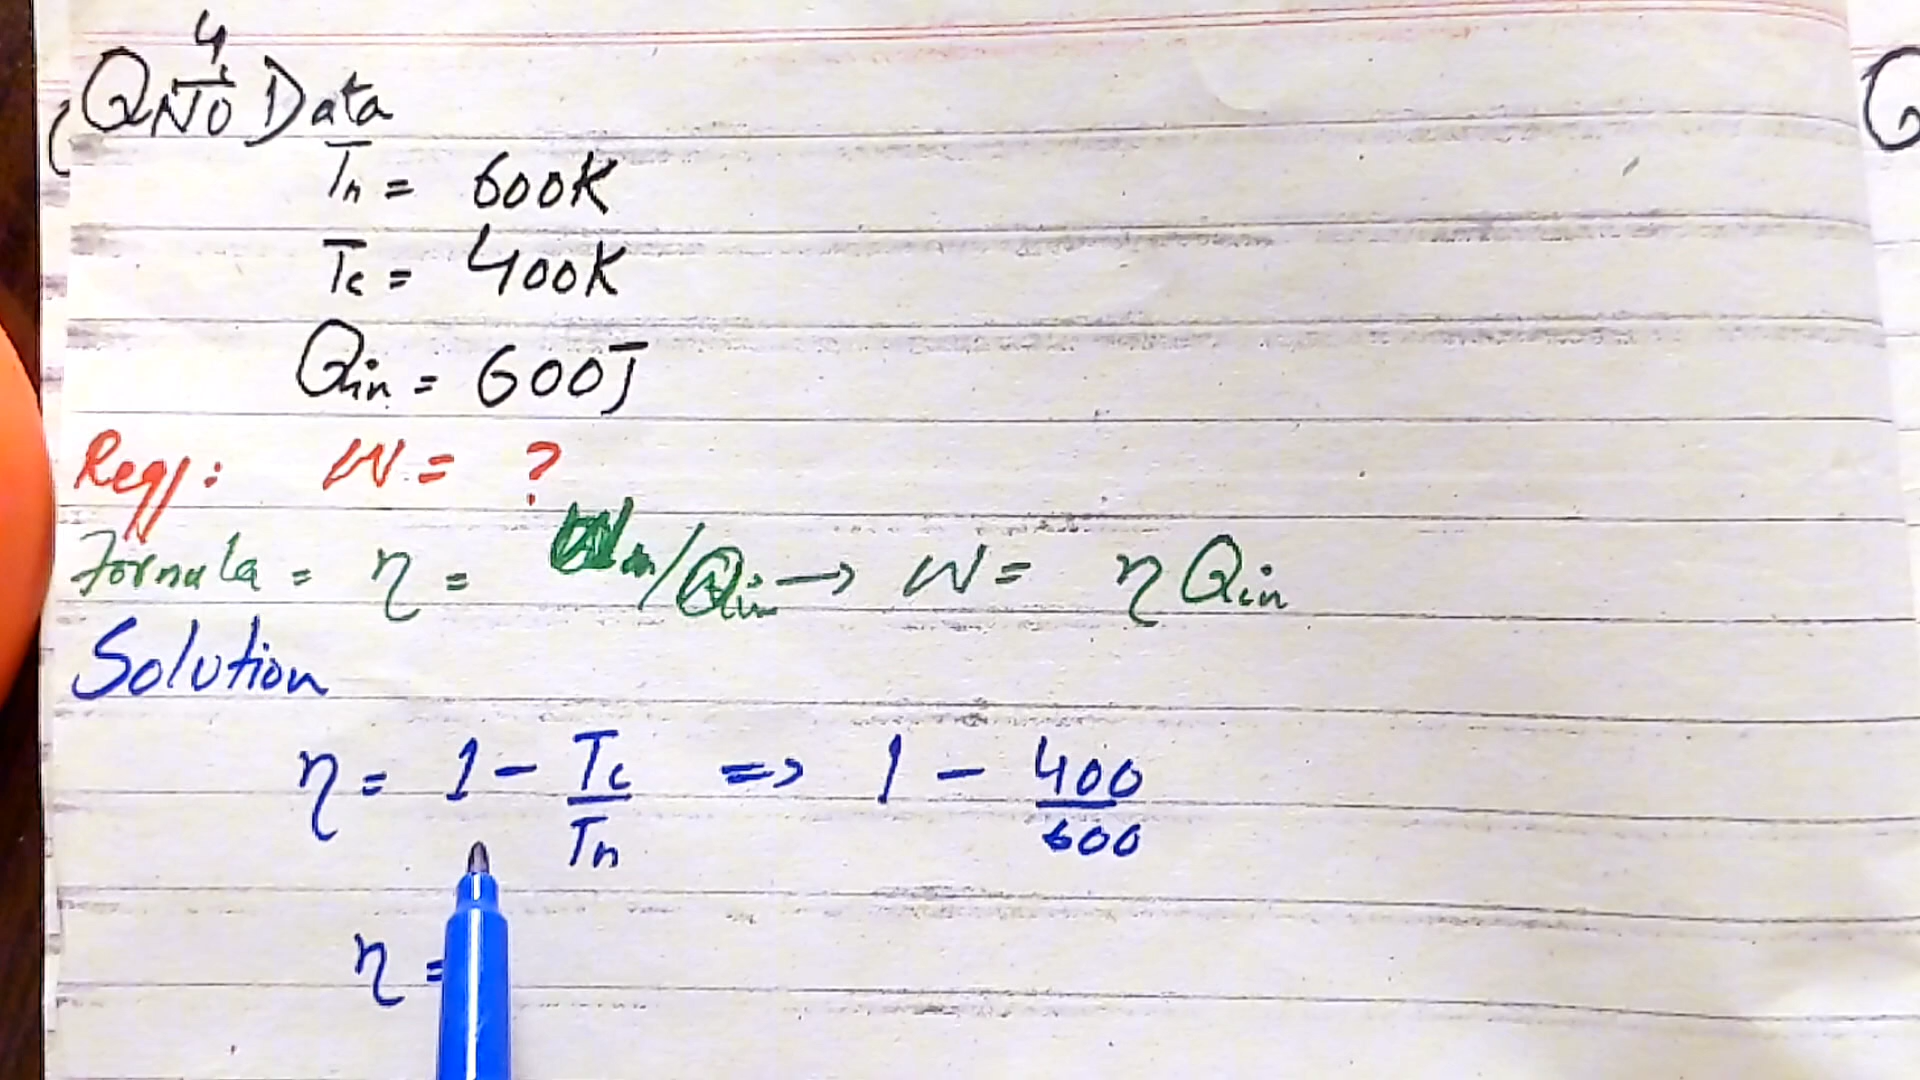 Q No 4 Data
Th = 600K
Tc = 400K
Qin = 600J
Req: W = ?
Formula = η = /Qin → W = η Qin
Solution
η = 1 - Tc/Th => 1 - 400/600
η =